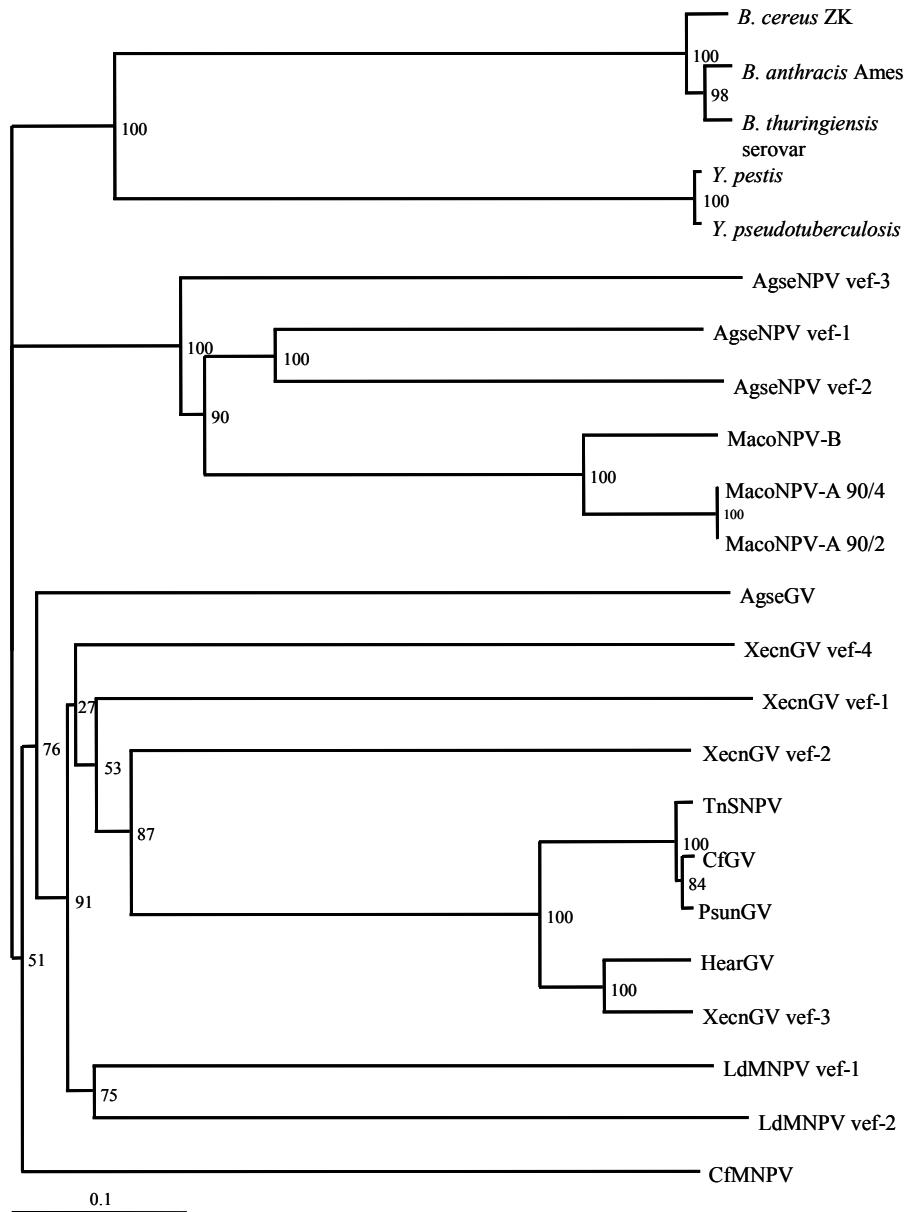 B. cereus ZK
100
B. anthracis Ames
98
B. thuringiensis
serovar
100
Y. pestis
100
Y. pseudotuberculosis
AgseNPV vef-3
AgseNPV vef-1
100
100
AgseNPV vef-2
90
MacoNPV-B
100
MacoNPV-A 90/4
100
MacoNPV-A 90/2
AgseGV
XecnGV vef-4
27
XecnGV vef-1
76
53
XecnGV vef-2
TnSNPV
87
100
CfGV
84
91
PsunGV
100
51
HearGV
100
XecnGV vef-3
LdMNPV vef-1
75
LdMNPV vef-2
CfMNPV
0.1